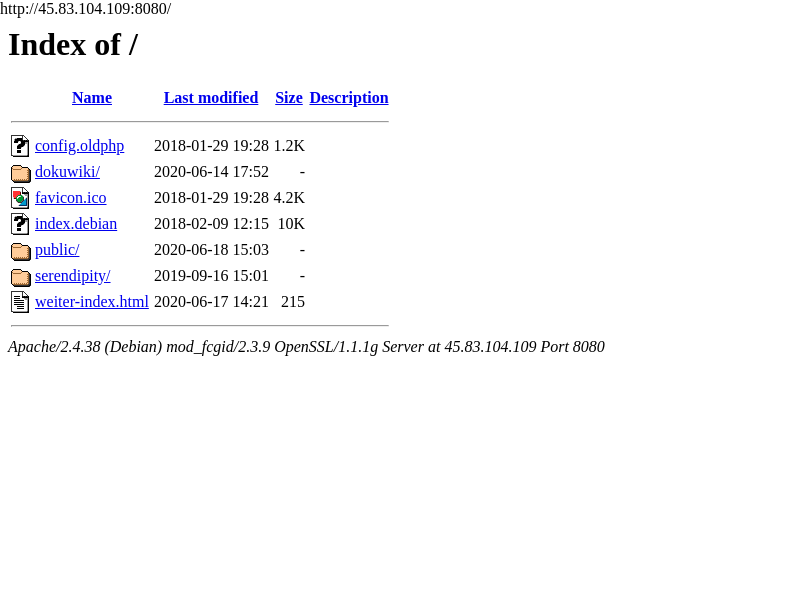 http://45.83.104.109:8080/
Index of /
Name Last modified Size Description
config.oldphp 2018-01-29 19:28 1.2K
dokuwiki/ 2020-06-14 17:52 -
favicon.ico 2018-01-29 19:28 4.2K
index.debian 2018-02-09 12:15 10K
public/ 2020-06-18 15:03 -
serendipity/ 2019-09-16 15:01 -
weiter-index.html 2020-06-17 14:21 215
Apache/2.4.38 (Debian) mod_fcgid/2.3.9 OpenSSL/1.1.1g Server at 45.83.104.109 Port 8080